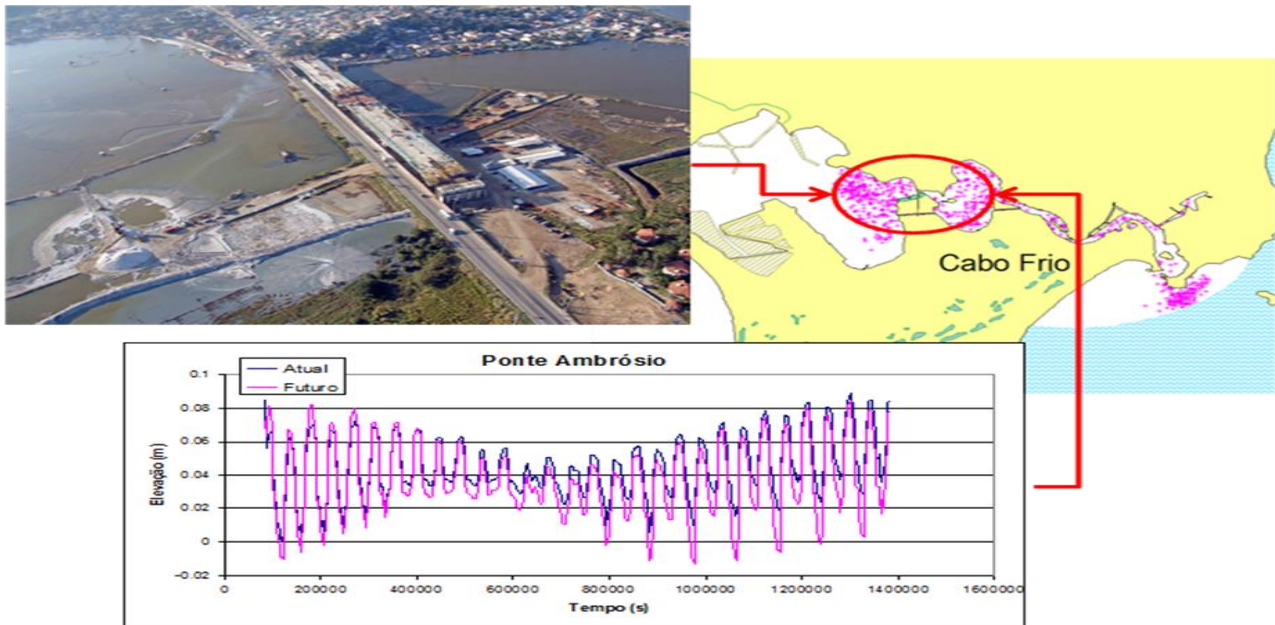 Cabo Frio
Ponte Ambrósio
Atual
Futuro
Elevação (m)
0.1
0.08
0.06
0.04
0.02
0
-0.02
0 200000 400000 600000 800000 1000000 1200000 1400000 1600000
Tempo (s)